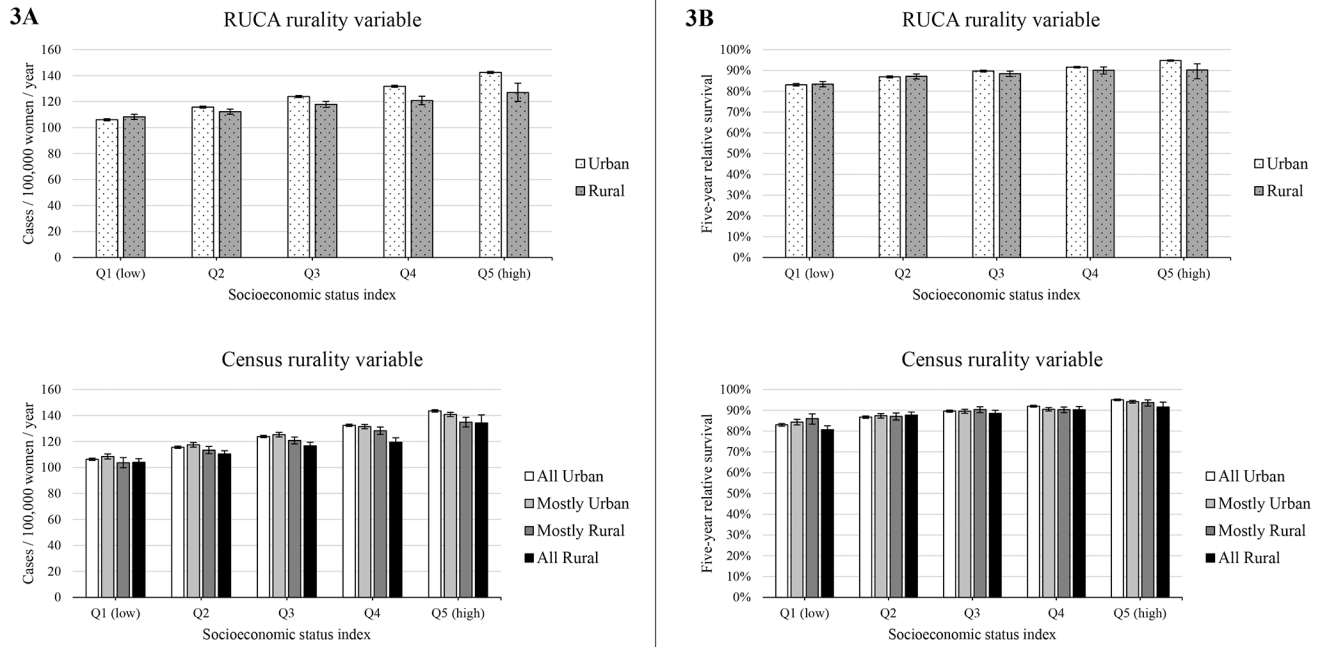 3A
RUCA rurality variable
Cases / 100,000 women / year
160
140
120
100
80
60
40
20
0
Q1 (low) Q2 Q3 Q4 Q5 (high)
Socioeconomic status index
Urban
Rural
Census rurality variable
Cases / 100,000 women / year
160
140
120
100
80
60
40
20
0
Q1 (low) Q2 Q3 Q4 Q5 (high)
Socioeconomic status index
All Urban
Mostly Urban
Mostly Rural
All Rural
3B
RUCA rurality variable
Five-year relative survival
100%
90%
80%
70%
60%
50%
40%
30%
20%
10%
0%
Q1 (low) Q2 Q3 Q4 Q5 (high)
Socioeconomic status index
Urban
Rural
Census rurality variable
Five-year relative survival
100%
90%
80%
70%
60%
50%
40%
30%
20%
10%
0%
Q1 (low) Q2 Q3 Q4 Q5 (high)
Socioeconomic status index
All Urban
Mostly Urban
Mostly Rural
All Rural